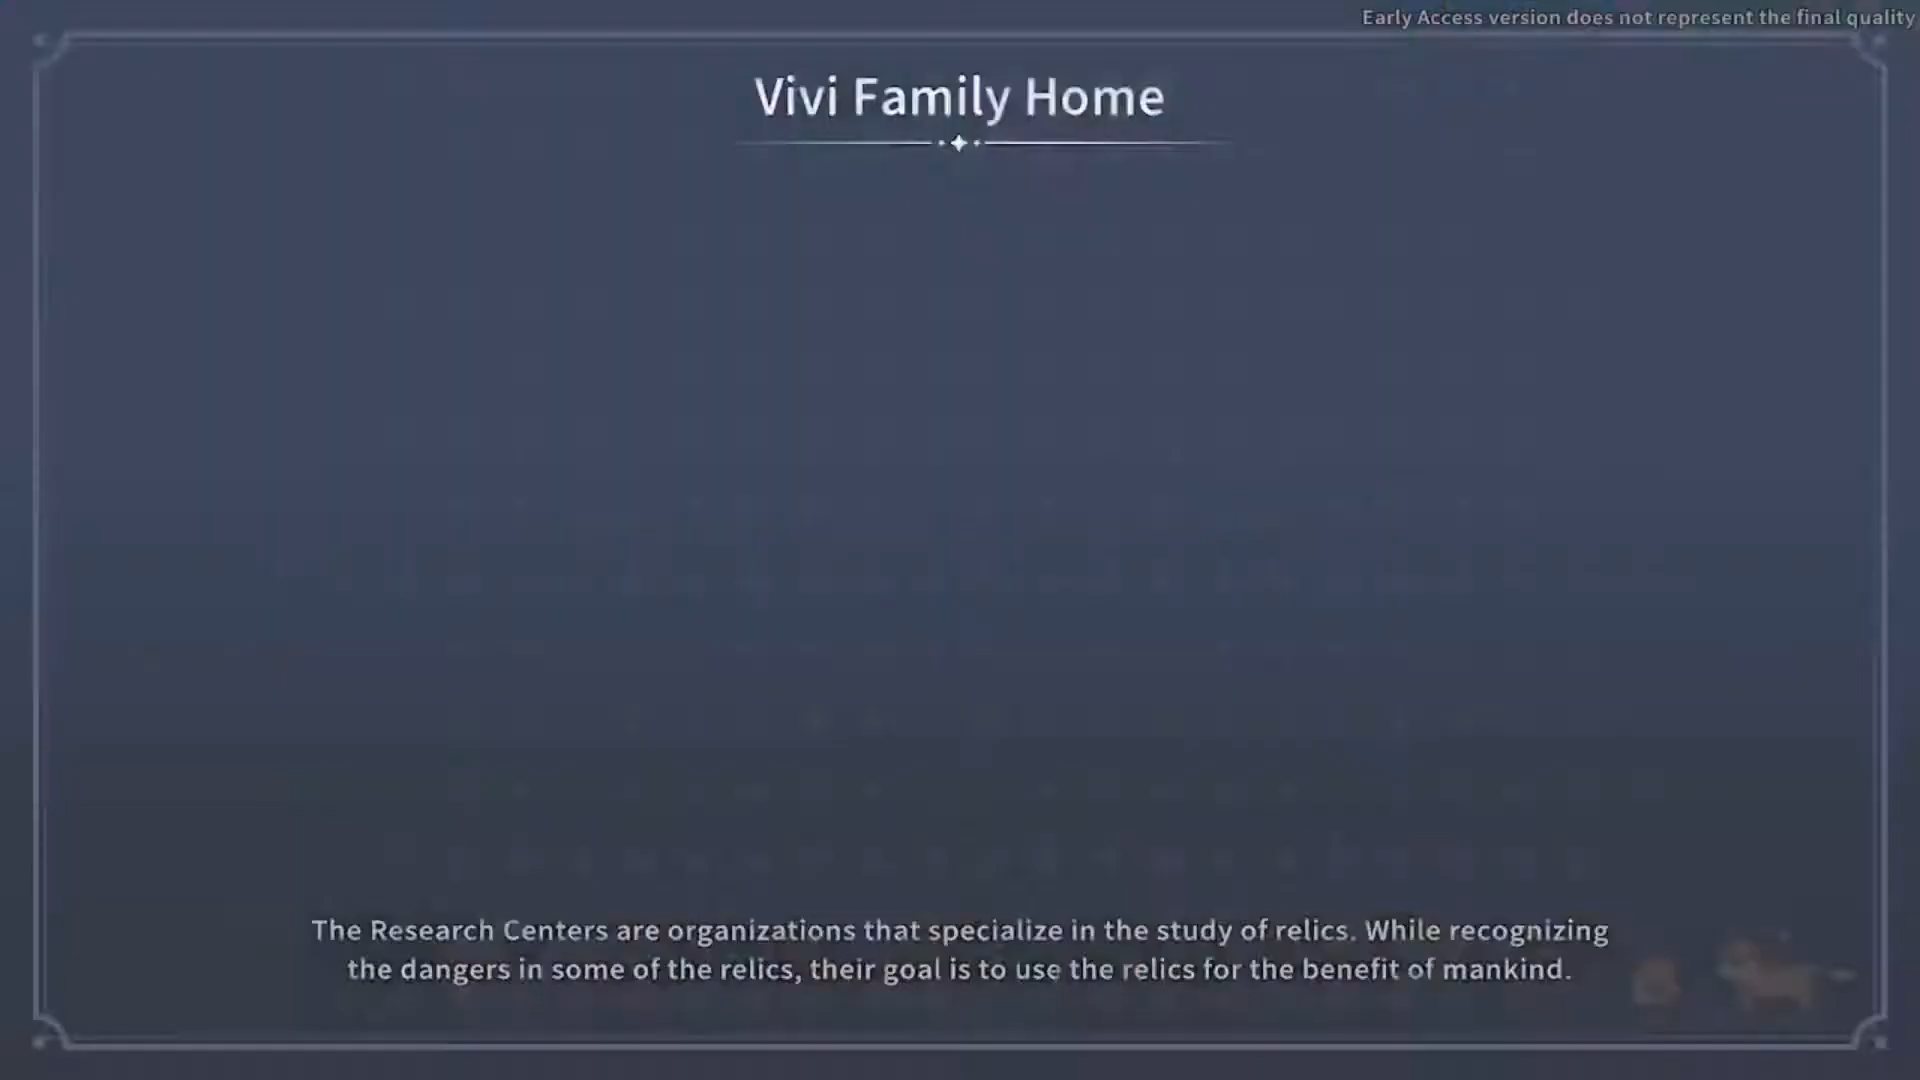 Early Access version does not represent the final quality
Vivi Family Home
The Research Centers are organizations that specialize in the study of relics. While recognizing
the dangers in some of the relics, their goal is to use the relics for the benefit of mankind.